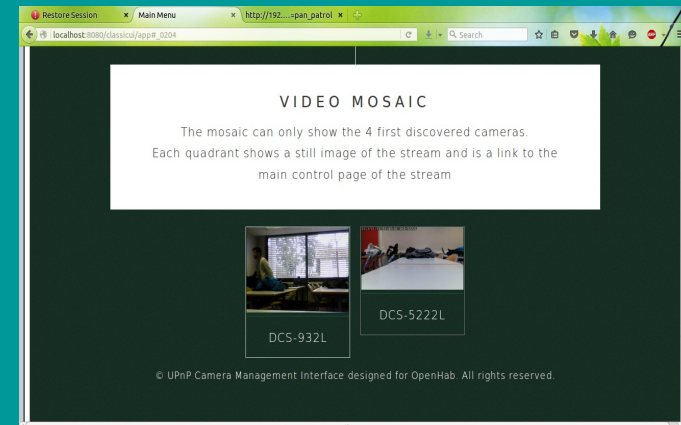 Restore Session
Main Menu
http://192.....=pan_patrol
localhost:8080/classicui/app#_0204
Search
ABP
VIDEO MOSAIC
The mosaic can only show the 4 first discovered cameras.
Each quadrant shows a still image of the stream and is a link to the
main control page of the stream
DCS-932L
DCS-5222L
© UPnP Camera Management Interface designed for OpenHab. All rights reserved.